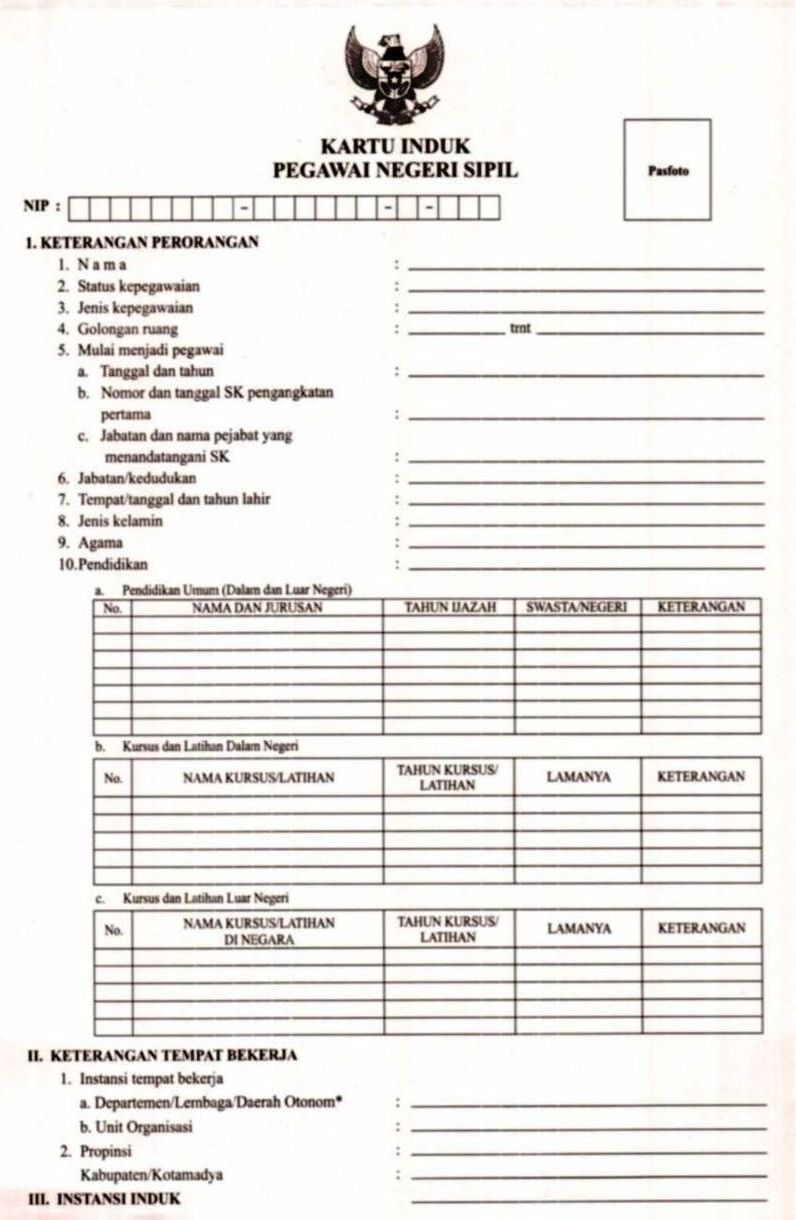 KARTU INDUK
PEGAWAI NEGERI SIPIL
Pasfoto
NIP :
- - -
I. KETERANGAN PERORANGAN
1. N a m a :
2. Status kepegawaian :
3. Jenis kepegawaian :
4. Golongan ruang : tmt
5. Mulai menjadi pegawai
a. Tanggal dan tahun :
b. Nomor dan tanggal SK pengangkatan
pertama :
c. Jabatan dan nama pejabat yang
menandatangani SK :
6. Jabatan/kedudukan :
7. Tempat/tanggal dan tahun lahir :
8. Jenis kelamin :
9. Agama :
10.Pendidikan :
a. Pendidikan Umum (Dalam dan Luar Negeri)
No. NAMA DAN JURUSAN TAHUN IJAZAH SWASTA/NEGERI KETERANGAN
b. Kursus dan Latihan Dalam Negeri
No. NAMA KURSUS/LATIHAN TAHUN KURSUS/
LATIHAN LAMANYA KETERANGAN
c. Kursus dan Latihan Luar Negeri
No. NAMA KURSUS/LATIHAN
DI NEGARA TAHUN KURSUS/
LATIHAN LAMANYA KETERANGAN
II. KETERANGAN TEMPAT BEKERJA
1. Instansi tempat bekerja
a. Departemen/Lembaga/Daerah Otonom* :
b. Unit Organisasi :
2. Propinsi :
Kabupaten/Kotamadya :
III. INSTANSI INDUK